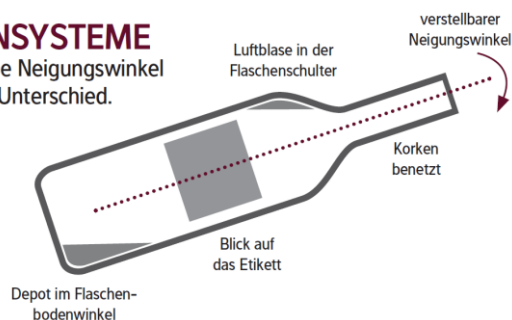 NSYSTEME
e Neigungswinkel
Unterschied.
Luftblase in der
Flaschenschulter
verstellbarer
Neigungswinkel
Korken
benetzt
Blick auf
das Etikett
Depot im Flaschen-
bodenwinkel